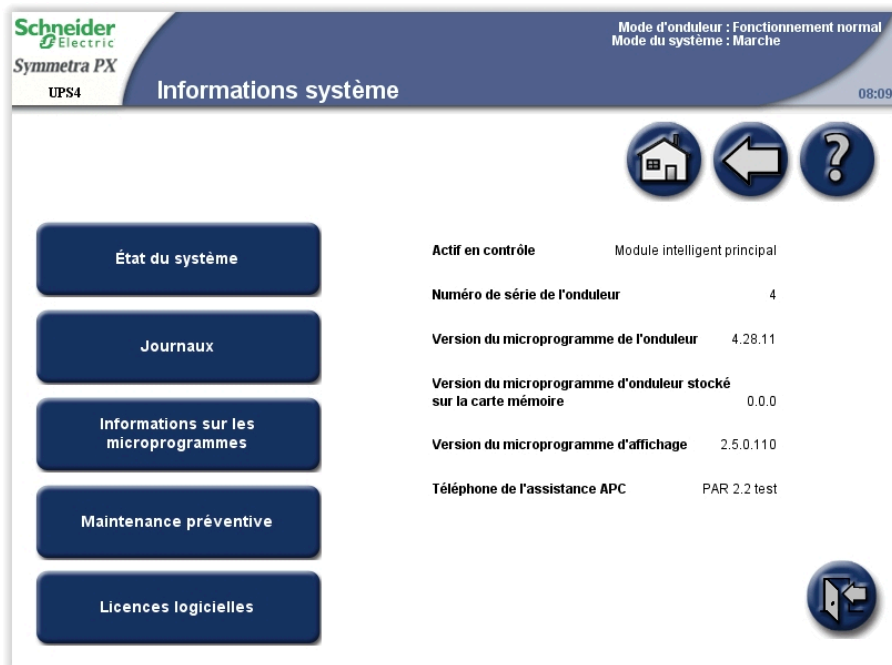 Schneider
Electric
Symmetra PX
UPS4
Informations système
Mode d'onduleur : Fonctionnement normal
Mode du système : Marche
08:09
?
État du système
Journaux
Informations sur les
microprogrammes
Maintenance préventive
Licences logicielles
Actif en contrôle Module intelligent principal
Numéro de série de l'onduleur 4
Version du microprogramme de l'onduleur 4.28.11
Version du microprogramme d'onduleur stocké
sur la carte mémoire 0.0.0
Version du microprogramme d'affichage 2.5.0.110
Téléphone de l'assistance APC PAR 2.2 test